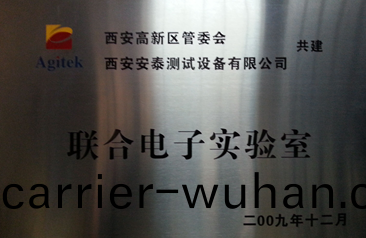 西安高新区管委会
共建
Agitek
西安安泰测试设备有限公司
联合电子实验室
carrier-wuhan.c
二00九年十二月